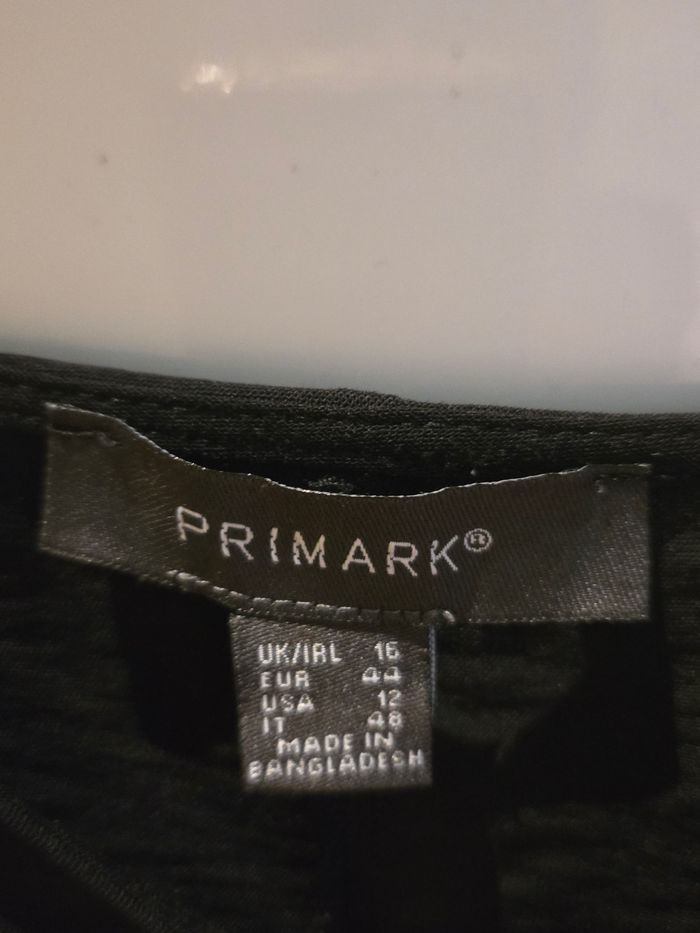 PRIMARK®
UK/IRL 16
EUR 44
USA 12
IT 48
MADE IN
BANGLADESH